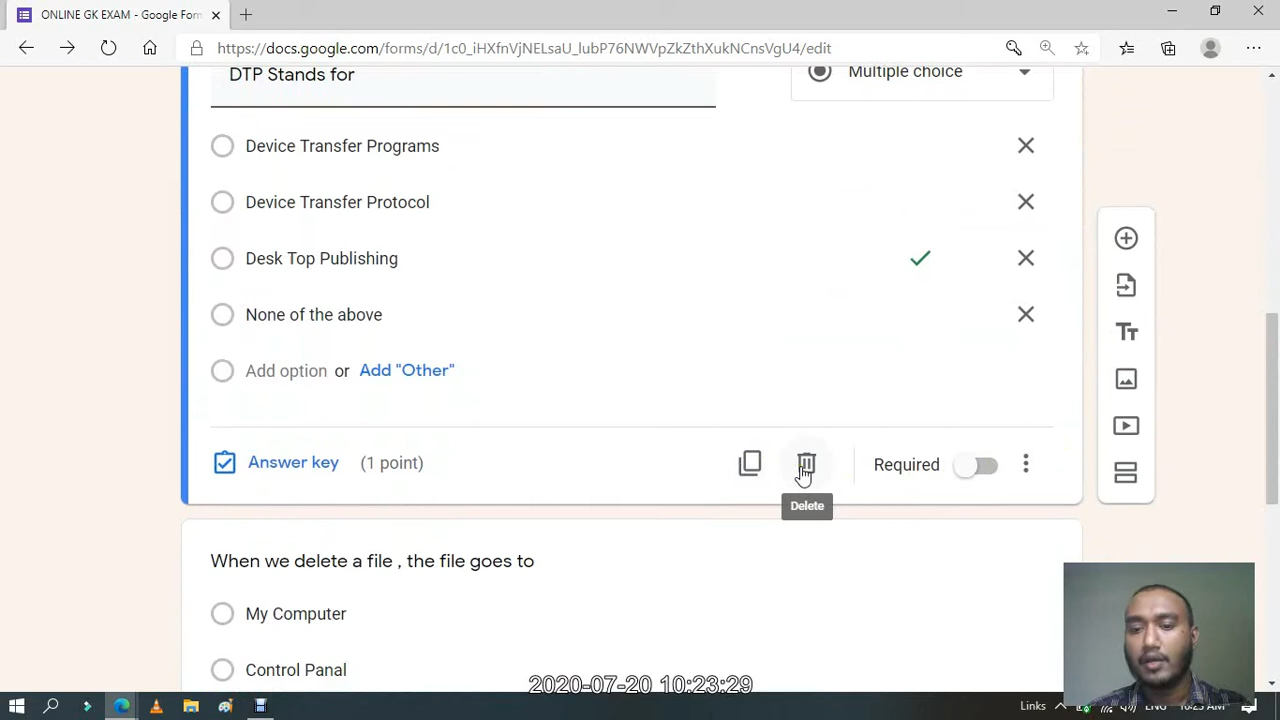 ONLINE GK EXAM - Google For
https://docs.google.com/forms/d/1c0_iHXfnVjNELsaU_lubP76NWVpZkZthXukNCnsVgU4/edit
DTP Stands for
Multiple choice
Device Transfer Programs
Device Transfer Protocol
Desk Top Publishing
None of the above
Add option or Add "Other"
Answer key (1 point)
Required
Delete
When we delete a file , the file goes to
My Computer
Control Panal
2020-07-20 10:23:29
Links
ENG